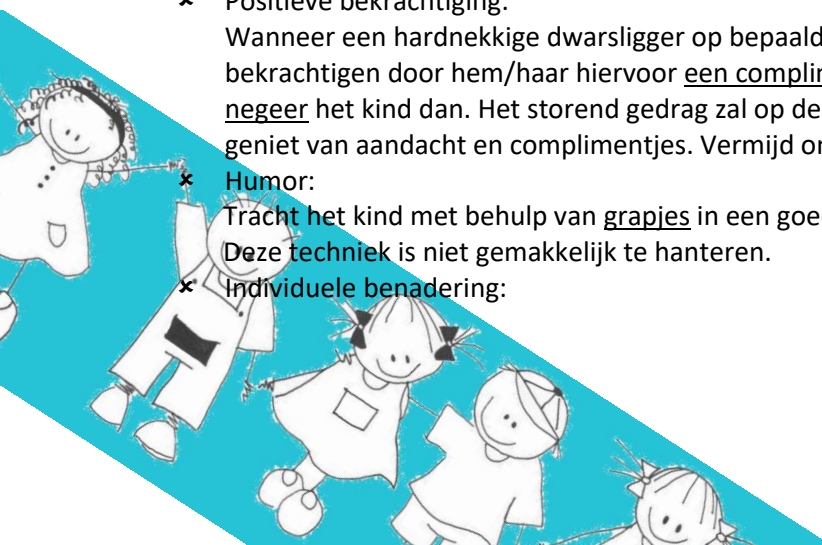 Positieve bekrachtiging:
Wanneer een hardnekkige dwarsligger op bepaald
bekrachtigen door hem/haar hiervoor een complim
negeer het kind dan. Het storend gedrag zal op de
geniet van aandacht en complimentjes. Vermijd on
Humor:
Tracht het kind met behulp van grapjes in een goe
Deze techniek is niet gemakkelijk te hanteren.
Individuele benadering: